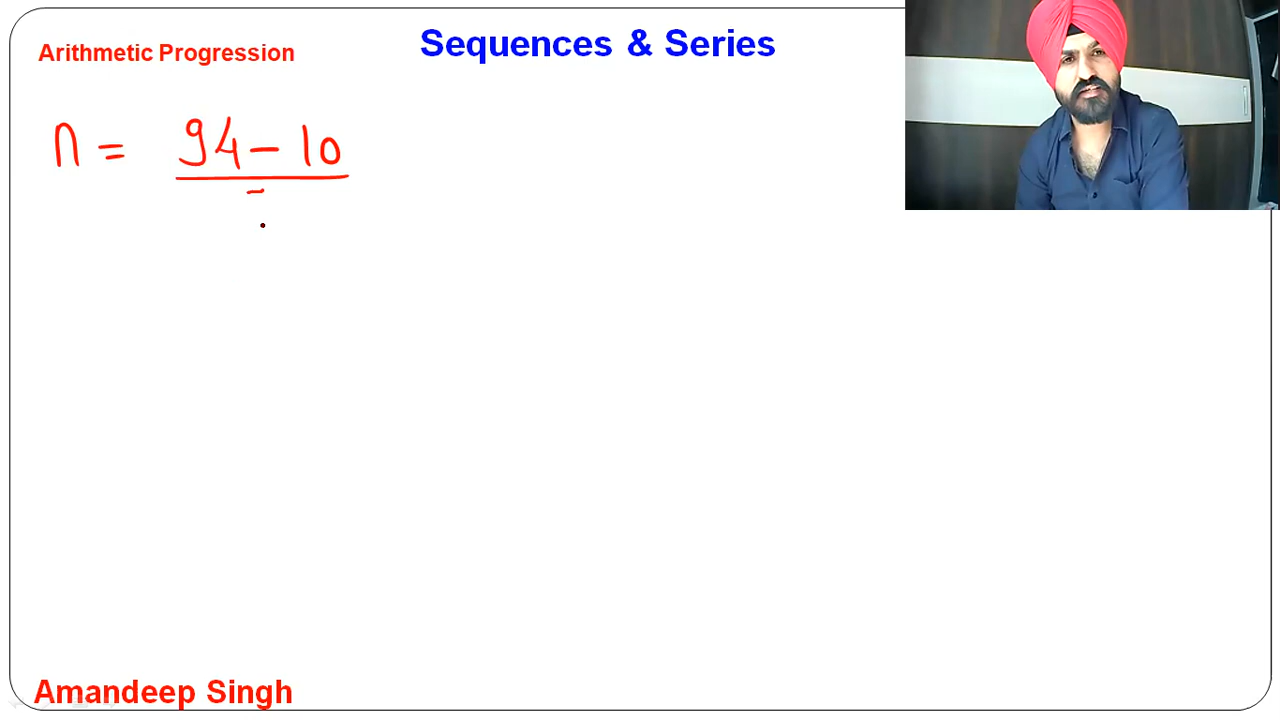 Sequences & Series
Arithmetic Progression
n = 94 - 10
Amandeep Singh